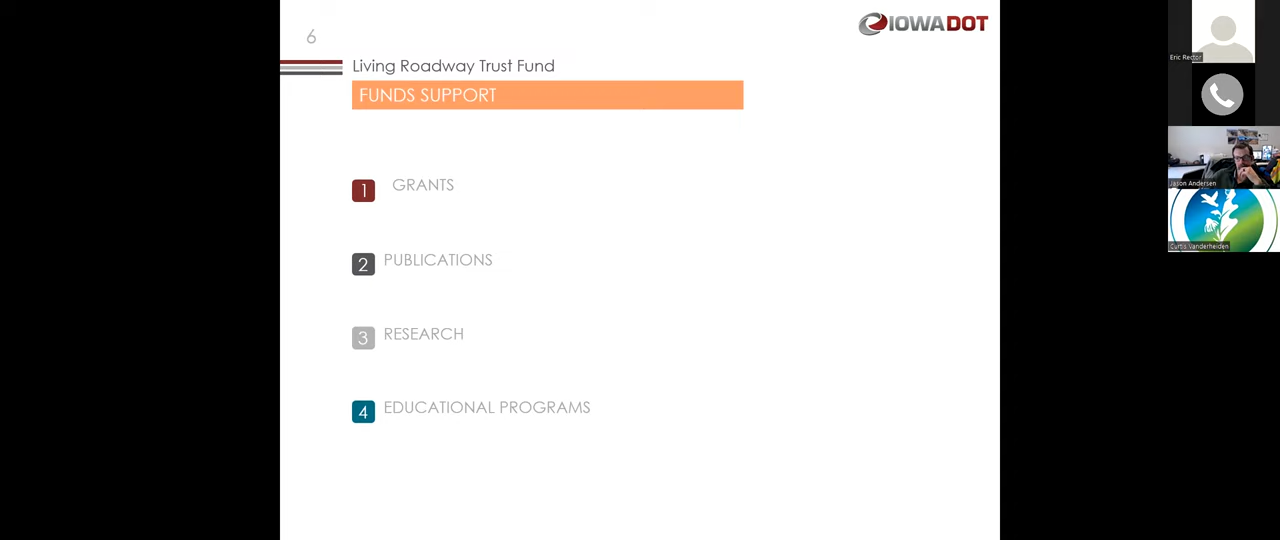 6
IOWADOT
Living Roadway Trust Fund
FUNDS SUPPORT
1 GRANTS
2 PUBLICATIONS
3 RESEARCH
4 EDUCATIONAL PROGRAMS
Eric Rector
Jason Andersen
Curtis Vanderheiden